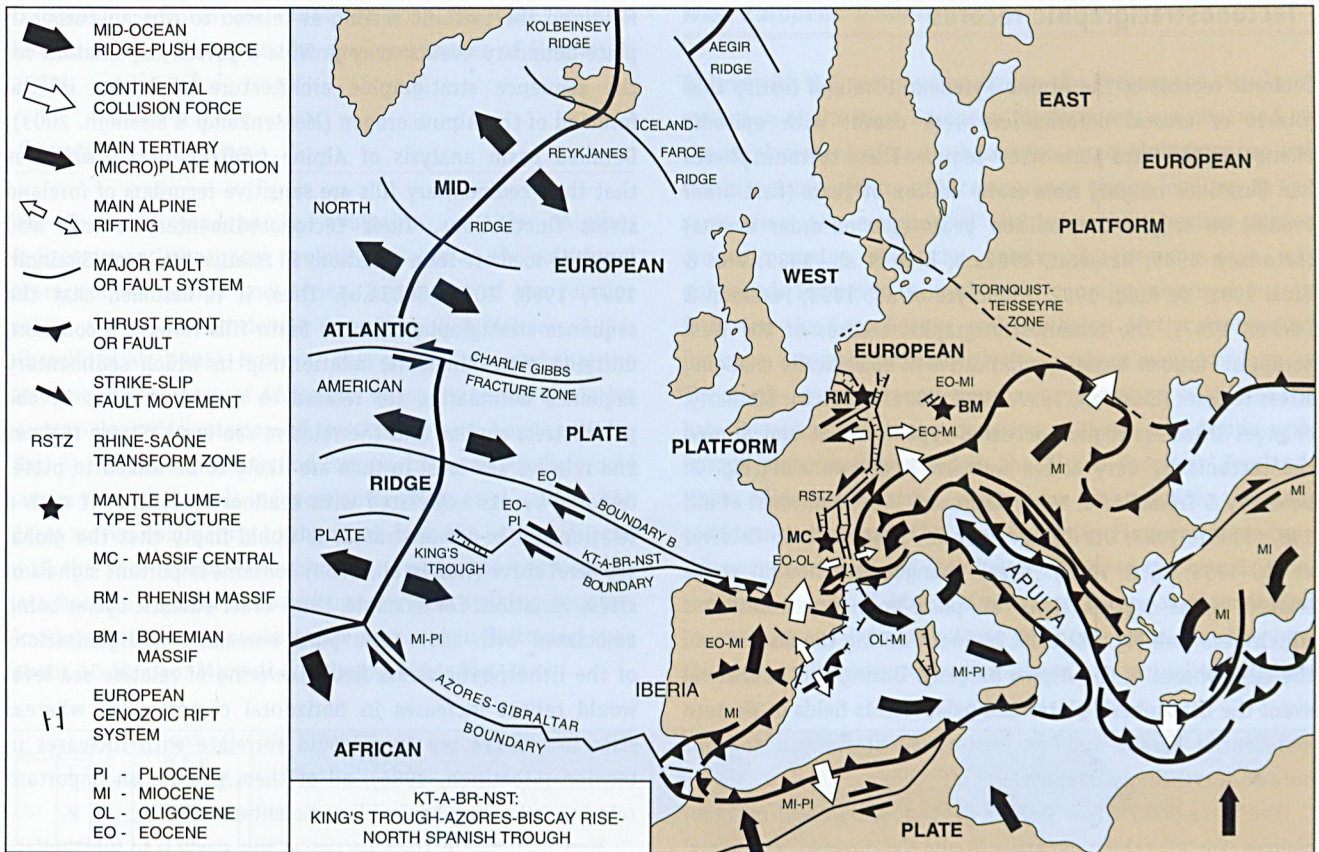 MID-OCEAN
RIDGE-PUSH FORCE
CONTINENTAL
COLLISION FORCE
MAIN TERTIARY
(MICRO)PLATE MOTION
MAIN ALPINE
RIFTING
MAJOR FAULT
OR FAULT SYSTEM
THRUST FRONT
OR FAULT
STRIKE-SLIP
FAULT MOVEMENT
RSTZ RHINE-SAÔNE
TRANSFORM ZONE
MANTLE PLUME-
TYPE STRUCTURE
MC - MASSIF CENTRAL
RM - RHENISH MASSIF
BM - BOHEMIAN
MASSIF
EUROPEAN
CENOZOIC RIFT
SYSTEM
PI - PLIOCENE
MI - MIOCENE
OL - OLIGOCENE
EO - EOCENE
KOLBEINSEY
RIDGE
AEGIR
RIDGE
ICELAND-
FAROE
RIDGE
REYKJANES
RIDGE
MID-
NORTH
EUROPEAN
ATLANTIC
CHARLIE GIBBS
FRACTURE ZONE
AMERICAN
PLATE
RIDGE
EO
BOUNDARY B
EO-
PI
KT-A-BR-NST
BOUNDARY
PLATE
KING'S
TROUGH
MI-PI
AZORES-GIBRALTAR
BOUNDARY
AFRICAN
KT-A-BR-NST:
KING'S TROUGH-AZORES-BISCAY RISE-
NORTH SPANISH TROUGH
EAST
EUROPEAN
PLATFORM
WEST
TORNQUIST-
TEISSEYRE
ZONE
EUROPEAN
EO-MI
RM
BM
EO-MI
PLATFORM
MI
RSTZ
MI
MC
EO-OL
MI
APULIA
MI
OL-MI
EO-MI
MI-PI
IBERIA
MI
MI-PI
PLATE